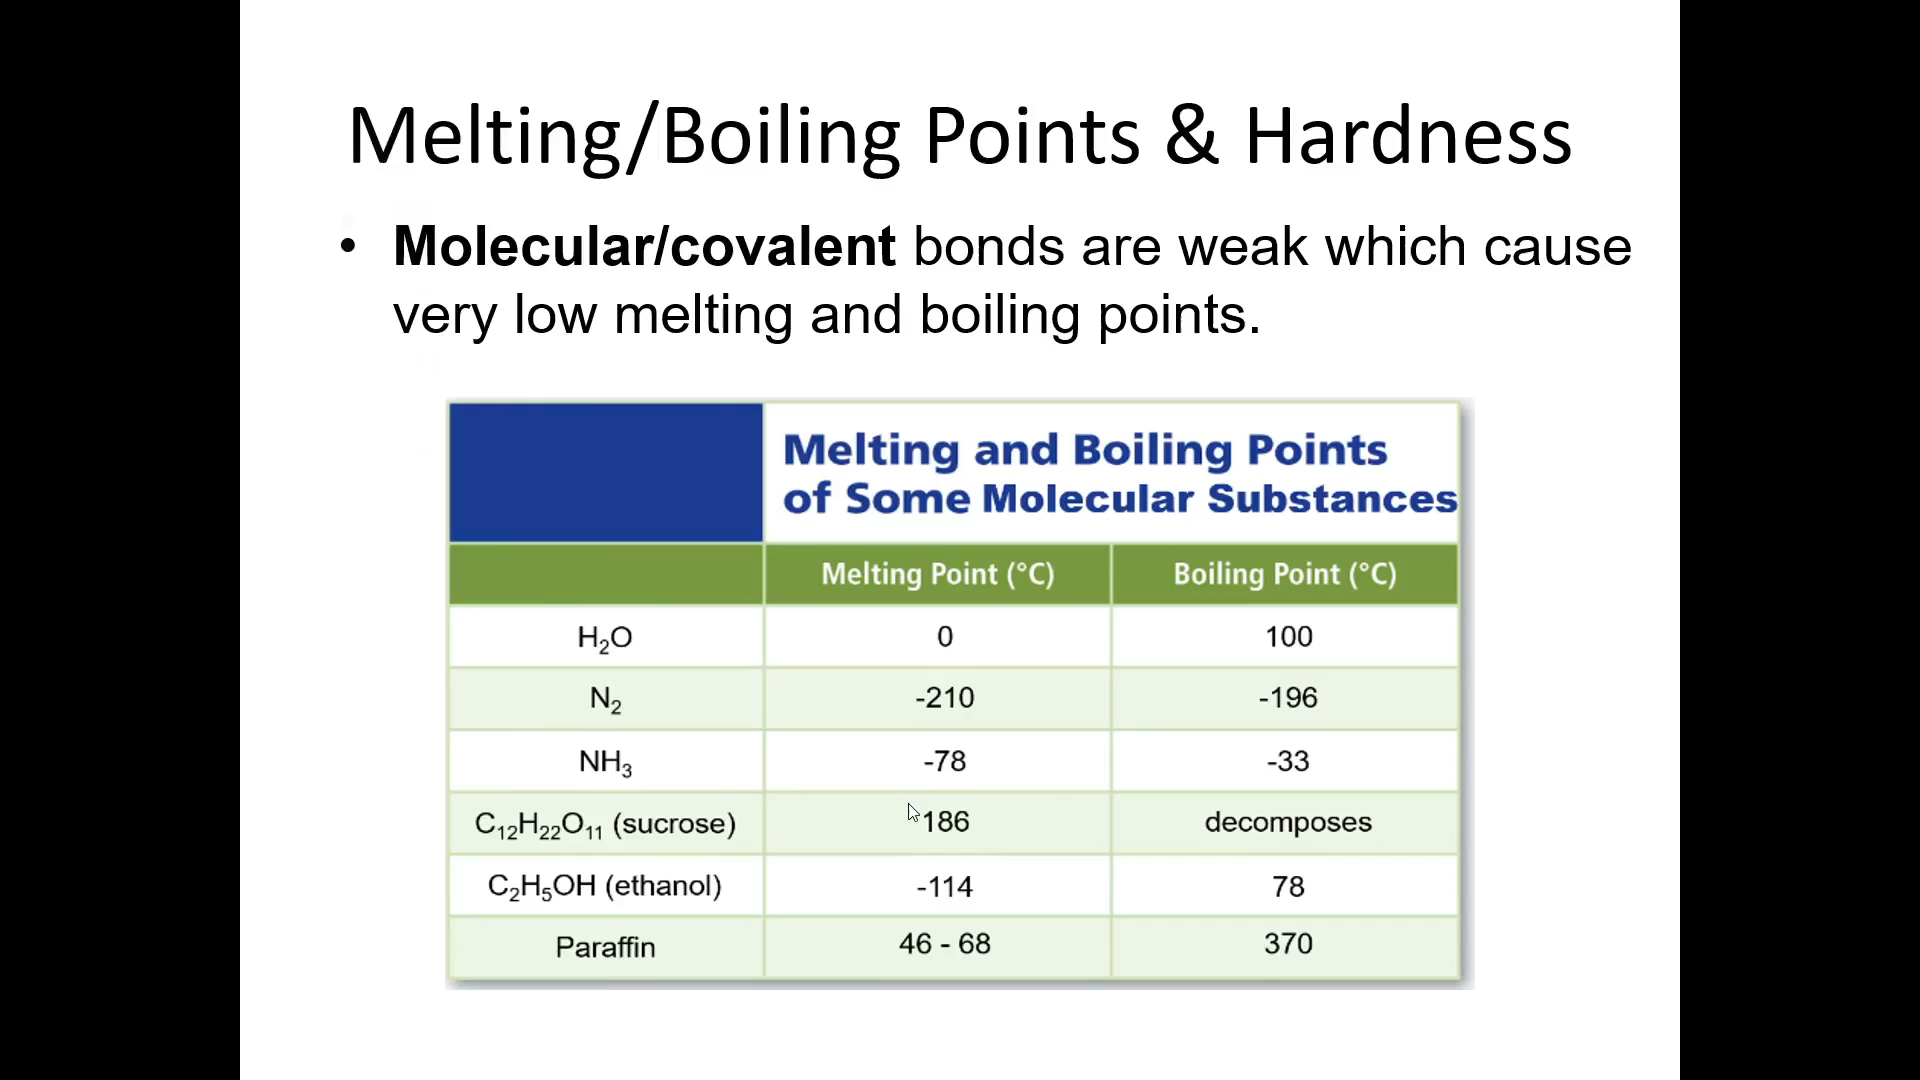 Melting/Boiling Points & Hardness
• Molecular/covalent bonds are weak which cause
very low melting and boiling points.
Melting and Boiling Points
of Some Molecular Substances
Melting Point (°C) Boiling Point (°C)
H₂O 0 100
N₂ -210 -196
NH₃ -78 -33
C₁₂H₂₂O₁₁ (sucrose) 186 decomposes
C₂H₅OH (ethanol) -114 78
Paraffin 46 - 68 370